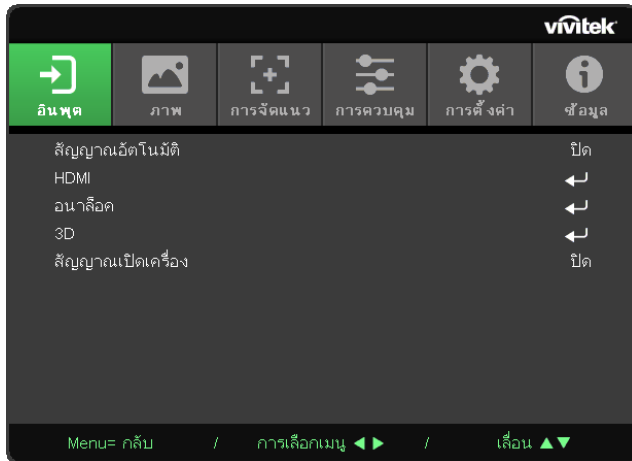 vivitek
อินพุต ภาพ การจัดแนว การควบคุม การตั้งค่า ข้อมูล
สัญญาณอัตโนมัติ ปิด
HDMI
อนาล็อค
3D
สัญญาณเปิดเครื่อง ปิด
Menu= กลับ / การเลือกเมนู ◀ ▶ / เลื่อน ▲▼